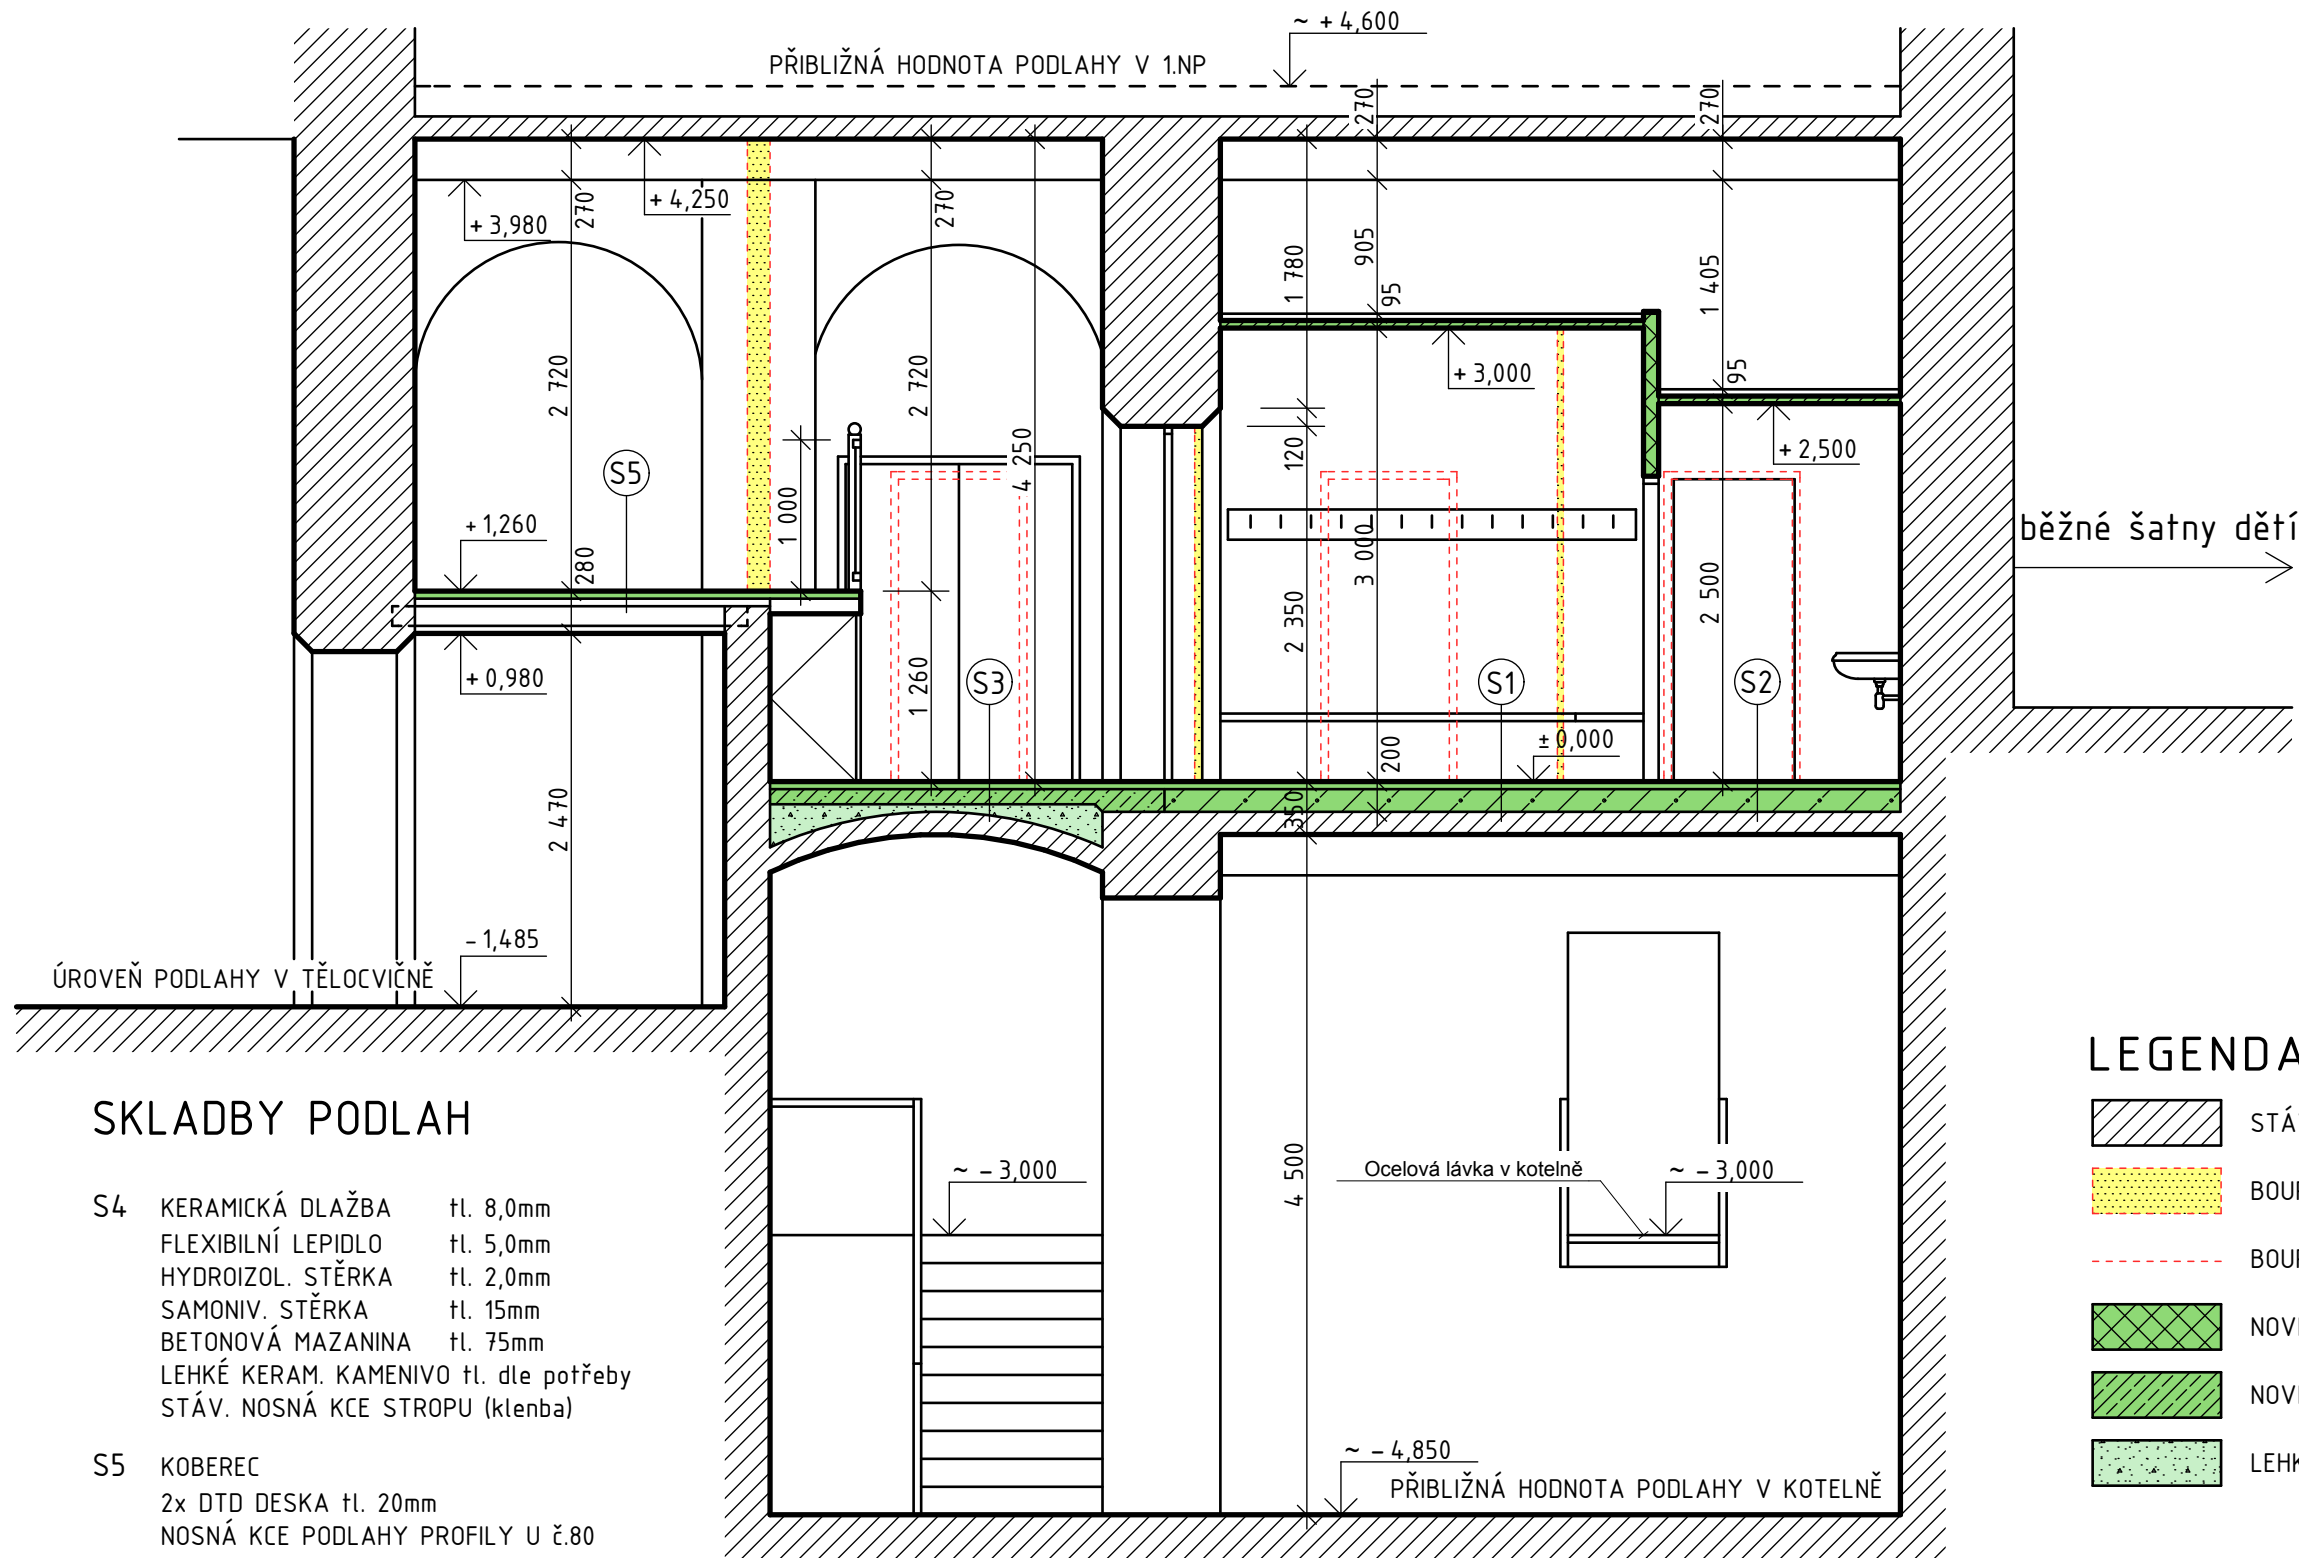 ~ + 4,600
PŘIBLIŽNÁ HODNOTA PODLAHY V 1.NP
270
270
+ 3,980
270
+ 4,250
270
1 780
905
95
1 405
95
2 720
2 720
+ 3,000
+ 2,500
S5
4 250
120
1 000
+ 1,260
280
3 000
2 350
2 500
běžné šatny dětí
+ 0,980
1 260
S3
S1
S2
± 0,000
200
350
2 470
- 1,485
ÚROVEŇ PODLAHY V TĚLOCVIČNĚ
4 500
~ - 3,000
Ocelová lávka v kotelně
~ - 3,000
~ - 4,850
PŘIBLIŽNÁ HODNOTA PODLAHY V KOTELNĚ
SKLADBY PODLAH
S4 KERAMICKÁ DLAŽBA tl. 8,0mm
FLEXIBILNÍ LEPIDLO tl. 5,0mm
HYDROIZOL. STĚRKA tl. 2,0mm
SAMONIV. STĚRKA tl. 15mm
BETONOVÁ MAZANINA tl. 75mm
LEHKÉ KERAM. KAMENIVO tl. dle potřeby
STÁV. NOSNÁ KCE STROPU (klenba)
S5 KOBEREC
2x DTD DESKA tl. 20mm
NOSNÁ KCE PODLAHY PROFILY U č.80
LEGENDA